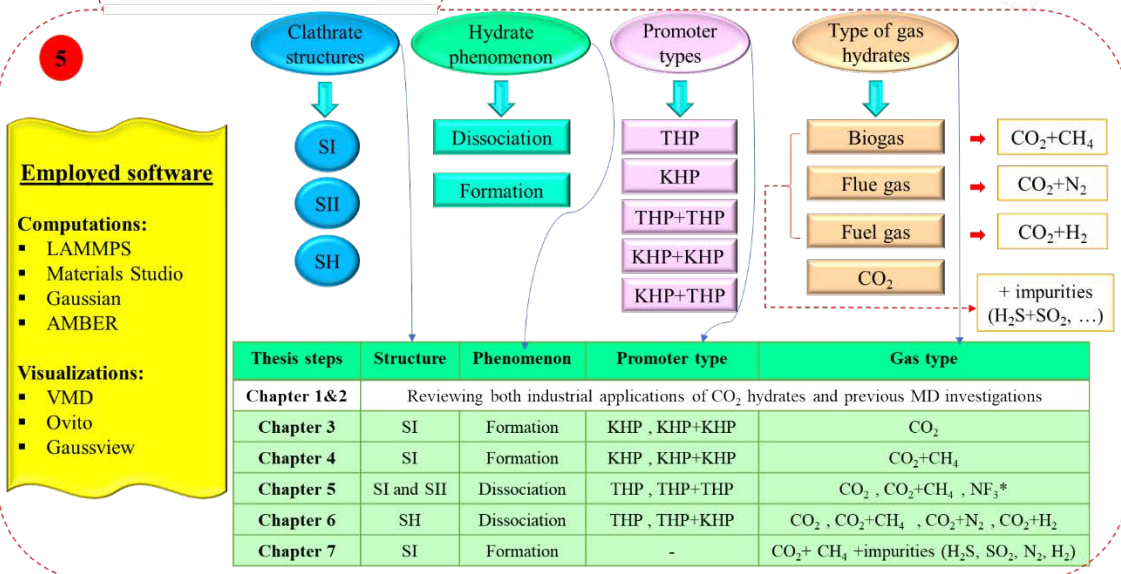 5
Employed software
Computations:
▪ LAMMPS
▪ Materials Studio
▪ Gaussian
▪ AMBER
Visualizations:
▪ VMD
▪ Ovito
▪ Gaussview
Clathrate
structures
SI
SII
SH
Hydrate
phenomenon
Dissociation
Formation
Promoter
types
THP
KHP
THP+THP
KHP+KHP
KHP+THP
Type of gas
hydrates
Biogas
CO₂+CH₄
Flue gas
CO₂+N₂
Fuel gas
CO₂+H₂
CO₂
+ impurities
(H₂S+SO₂, …)
Thesis steps Structure Phenomenon Promoter type Gas type
Chapter 1&2 Reviewing both industrial applications of CO₂ hydrates and previous MD investigations
Chapter 3 SI Formation KHP , KHP+KHP CO₂
Chapter 4 SI Formation KHP , KHP+KHP CO₂+CH₄
Chapter 5 SI and SII Dissociation THP , THP+THP CO₂ , CO₂+CH₄ , NF₃*
Chapter 6 SH Dissociation THP , THP+KHP CO₂ , CO₂+CH₄ , CO₂+N₂ , CO₂+H₂
Chapter 7 SI Formation - CO₂+ CH₄ +impurities (H₂S, SO₂, N₂, H₂)